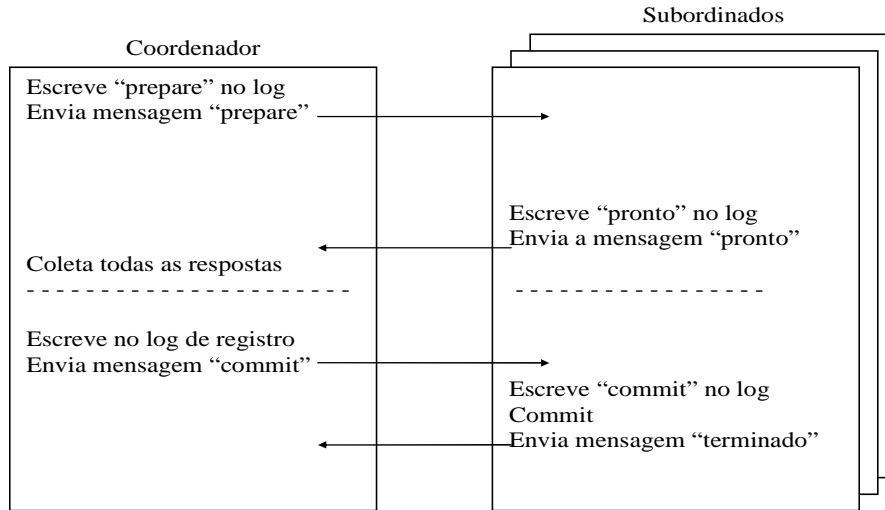 Subordinados
Coordenador
Escreve “prepare” no log
Envia mensagem “prepare”
Escreve “pronto” no log
Envia a mensagem “pronto”
Coleta todas as respostas
Escreve no log de registro
Envia mensagem “commit”
Escreve “commit” no log
Commit
Envia mensagem “terminado”